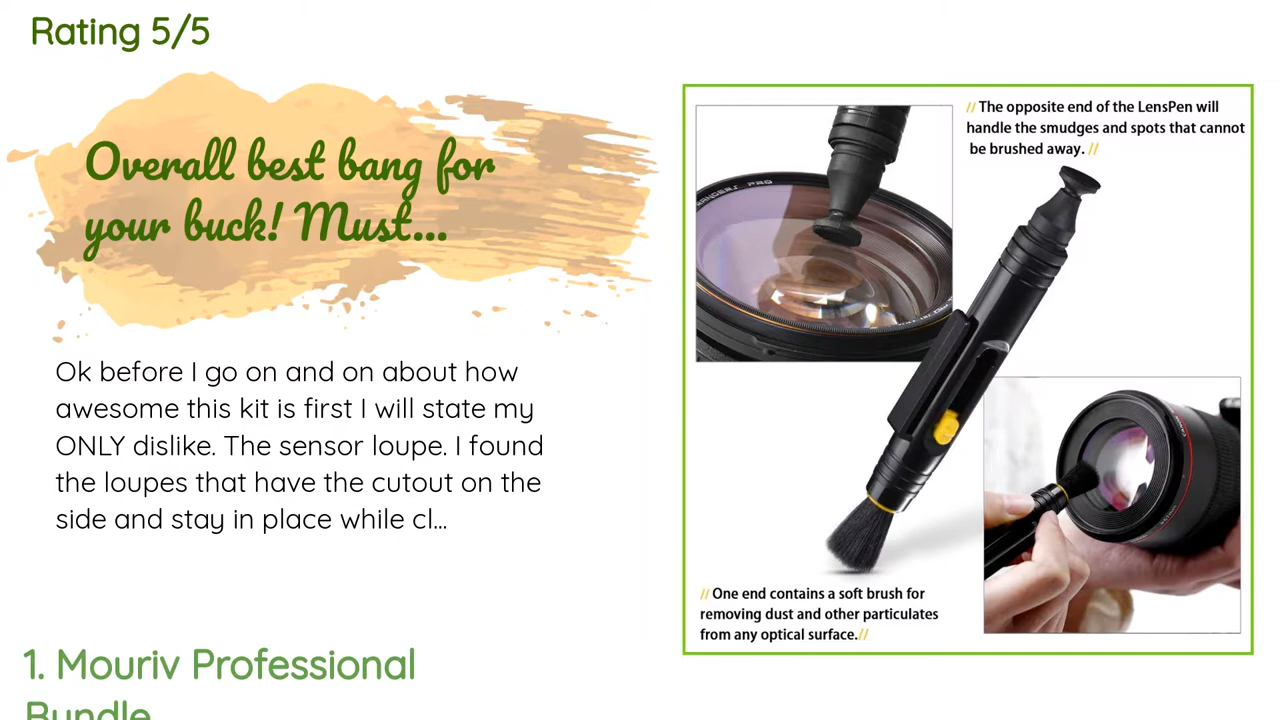 Rating 5/5
Overall best bang for
your buck! Must...
Ok before I go on and on about how
awesome this kit is first I will state my
ONLY dislike. The sensor loupe. I found
the loupes that have the cutout on the
side and stay in place while cl...
1. Mouriv Professional
Bundle
// The opposite end of the LensPen will
handle the smudges and spots that cannot
be brushed away. //
// One end contains a soft brush for
removing dust and other particulates
from any optical surface.//